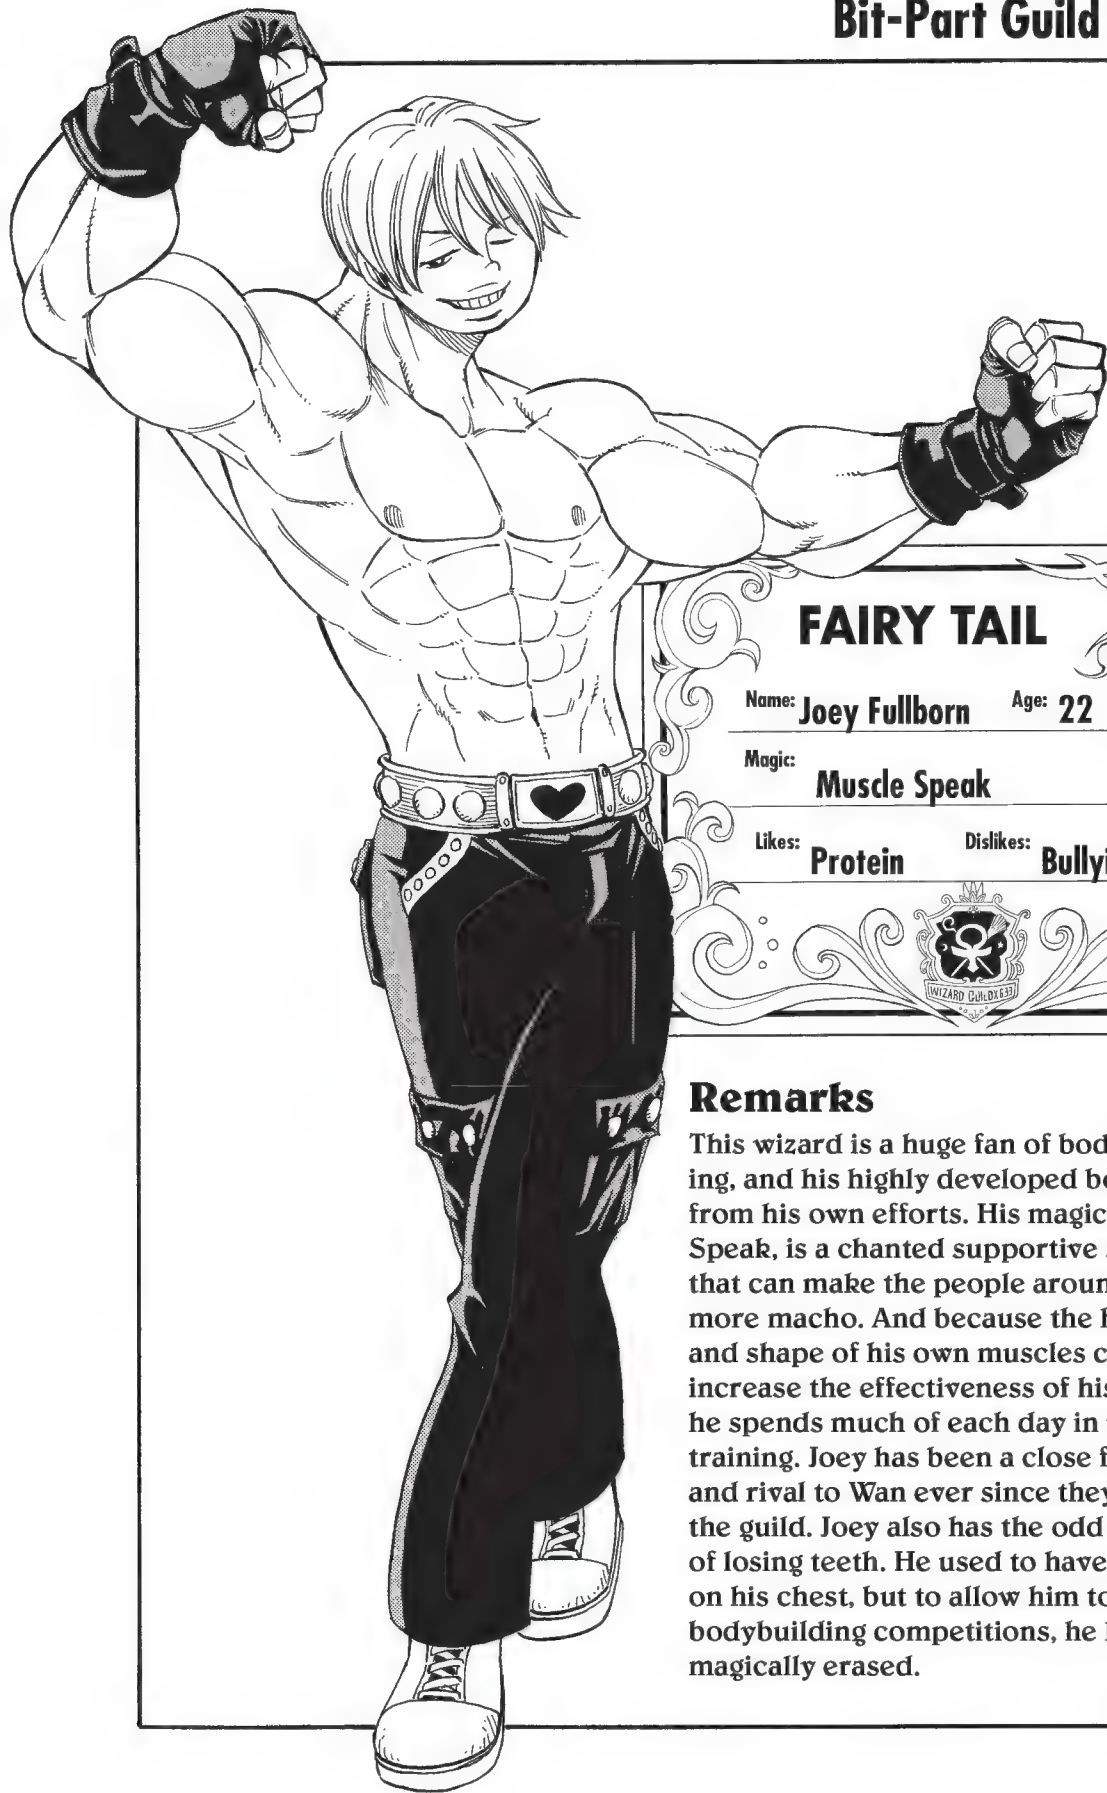 Bit-Part Guild
FAIRY TAIL
Name: Joey Fullborn Age: 22
Magic:
Muscle Speak
Likes: Protein Dislikes: Bullyi
WIZARD GUILD X633
Remarks
This wizard is a huge fan of bod
ing, and his highly developed bo
from his own efforts. His magic
Speak, is a chanted supportive
that can make the people aroun
more macho. And because the
and shape of his own muscles c
increase the effectiveness of his
he spends much of each day in
training. Joey has been a close f
and rival to Wan ever since they
the guild. Joey also has the odd
of losing teeth. He used to have
on his chest, but to allow him to
bodybuilding competitions, he
magically erased.